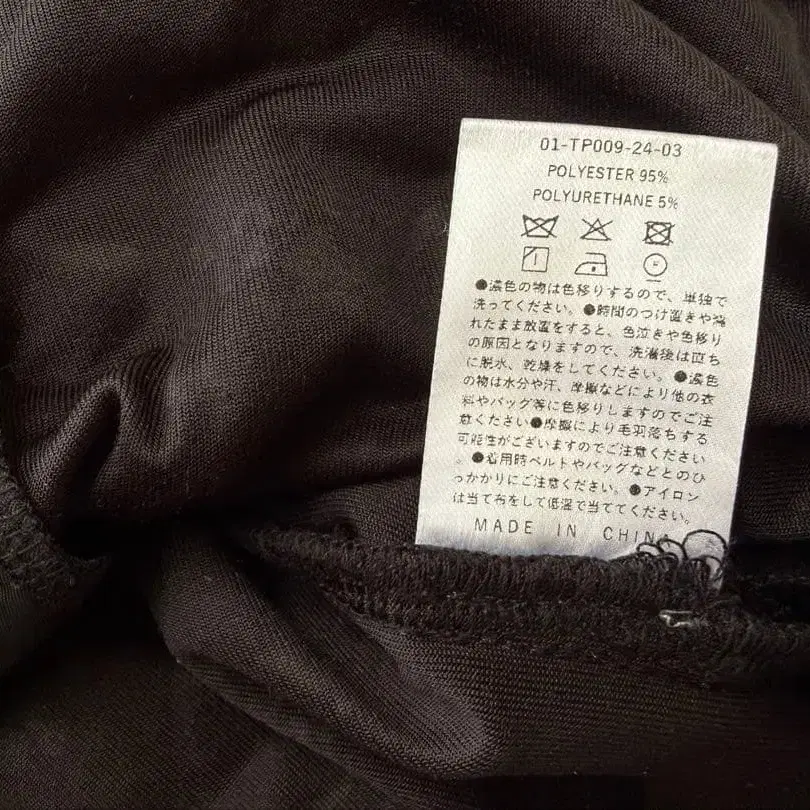 01-TP009-24-03
POLYESTER 95%
POLYURETHANE 5%
●濃色の物は色移りするので、単独で
洗ってください。●時間のつけ置きや濡
れたまま放置をすると、色泣きや色移り
の原因となりますので、洗濯後は直ち
に脱水、乾燥をしてください。●濃色
の物は水分や汗、摩擦などにより他の衣
料やバッグ等に色移りしますのでご注
意ください●摩擦により毛羽落ちする
可能性がございますのでご注意ください
。●着用時ベルトやバッグなどとのひ
っかかりにご注意ください。●アイロン
は当て布をして低温で当ててください。
MADE IN CHINA